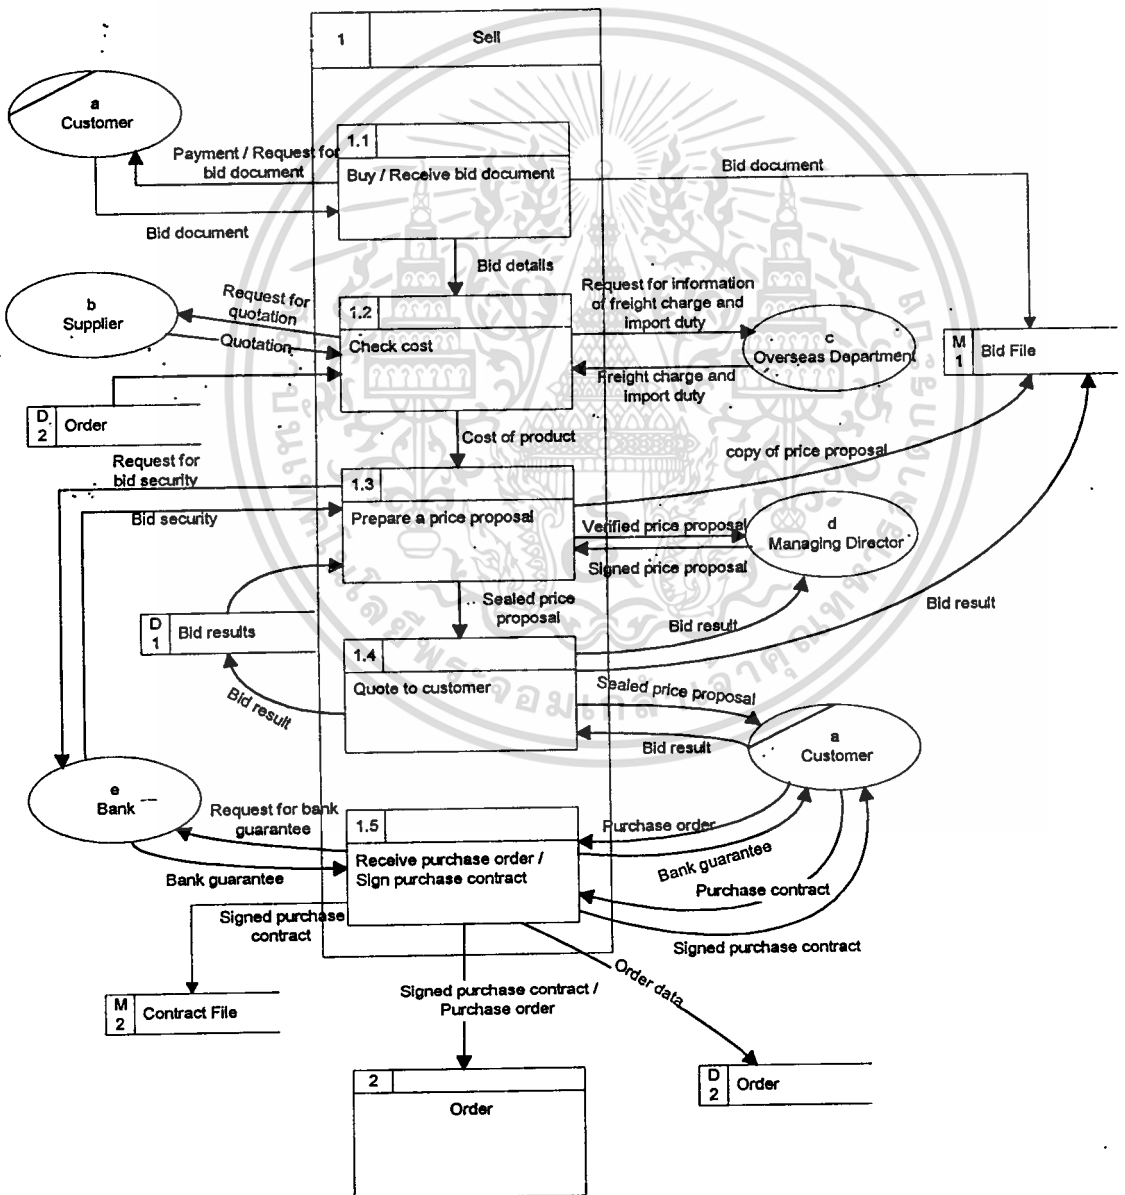 1
Sell
a
Customer
1.1
Payment / Request for
bid document
Buy / Receive bid document
Bid document
Bid document
Bid details
b
Supplier
Request for
quotation
Quotation
1.2
Check cost
Request for information
of freight charge and
import duty
c
Overseas Department
Freight charge and
import duty
M
1
Bid File
D
2
Order
Cost of product
copy of price proposal
Request for
bid security
Bid security
1.3
Prepare a price proposal
Verified price proposal
d
Managing Director
Signed price proposal
Sealed price
proposal
Bid result
Bid result
D
1
Bid results
Bid result
1.4
Quote to customer
Sealed price proposal
Bid result
a
Customer
e
Bank
Request for bank
guarantee
Bank guarantee
1.5
Receive purchase order /
Sign purchase contract
Purchase order
Bank guarantee
Purchase contract
Signed purchase contract
Signed purchase
contract
M
2
Contract File
Signed purchase contract /
Purchase order
Order data
2
Order
D
2
Order